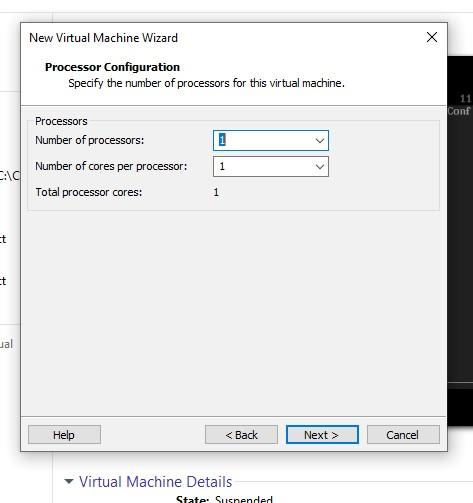 New Virtual Machine Wizard
Processor Configuration
Specify the number of processors for this virtual machine.
Processors
Number of processors: 1
Number of cores per processor: 1
Total processor cores: 1
Help < Back Next > Cancel
11
Conf
C:\C
tt
tt
ual
Virtual Machine Details
State: Suspended